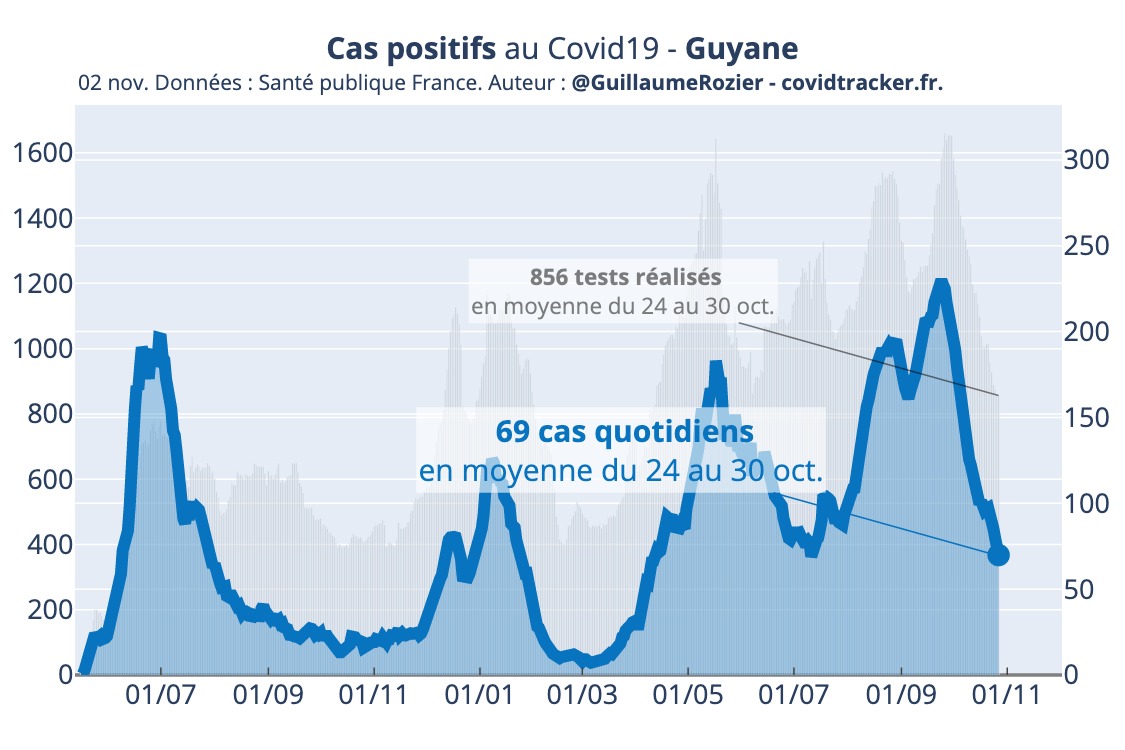 Cas positifs au Covid19 - Guyane
02 nov. Données : Santé publique France. Auteur : @GuillaumeRozier - covidtracker.fr.
1600
1400
1200
1000
800
600
400
200
0
300
250
200
150
100
50
0
856 tests réalisés
en moyenne du 24 au 30 oct.
69 cas quotidiens
en moyenne du 24 au 30 oct.
01/07 01/09 01/11 01/01 01/03 01/05 01/07 01/09 01/11